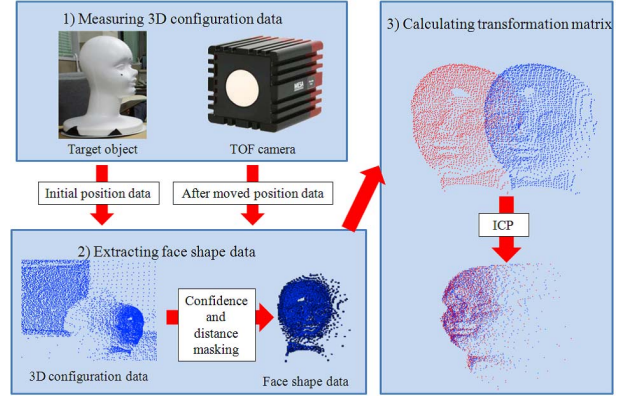 1) Measuring 3D configuration data
Target object
TOF camera
Initial position data
After moved position data
2) Extracting face shape data
Confidence
and
distance
masking
3D configuration data
Face shape data
3) Calculating transformation matrix
ICP